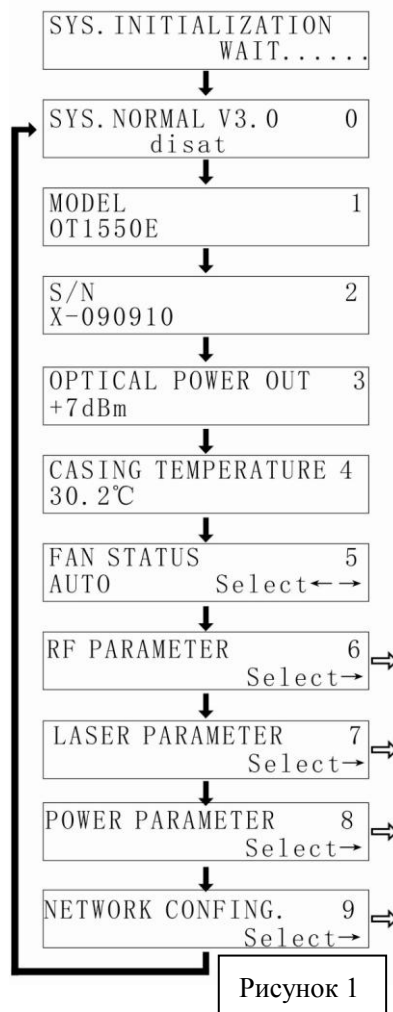 SYS. INITIALIZATION
WAIT......
SYS. NORMAL V3.0 0
disat
MODEL 1
OT1550E
S/N 2
X-090910
OPTICAL POWER OUT 3
+7dBm
CASING TEMPERATURE 4
30.2℃
FAN STATUS 5
AUTO Select←→
RF PARAMETER 6
Select→
LASER PARAMETER 7
Select→
POWER PARAMETER 8
Select→
NETWORK CONFING. 9
Select→
Рисунок 1